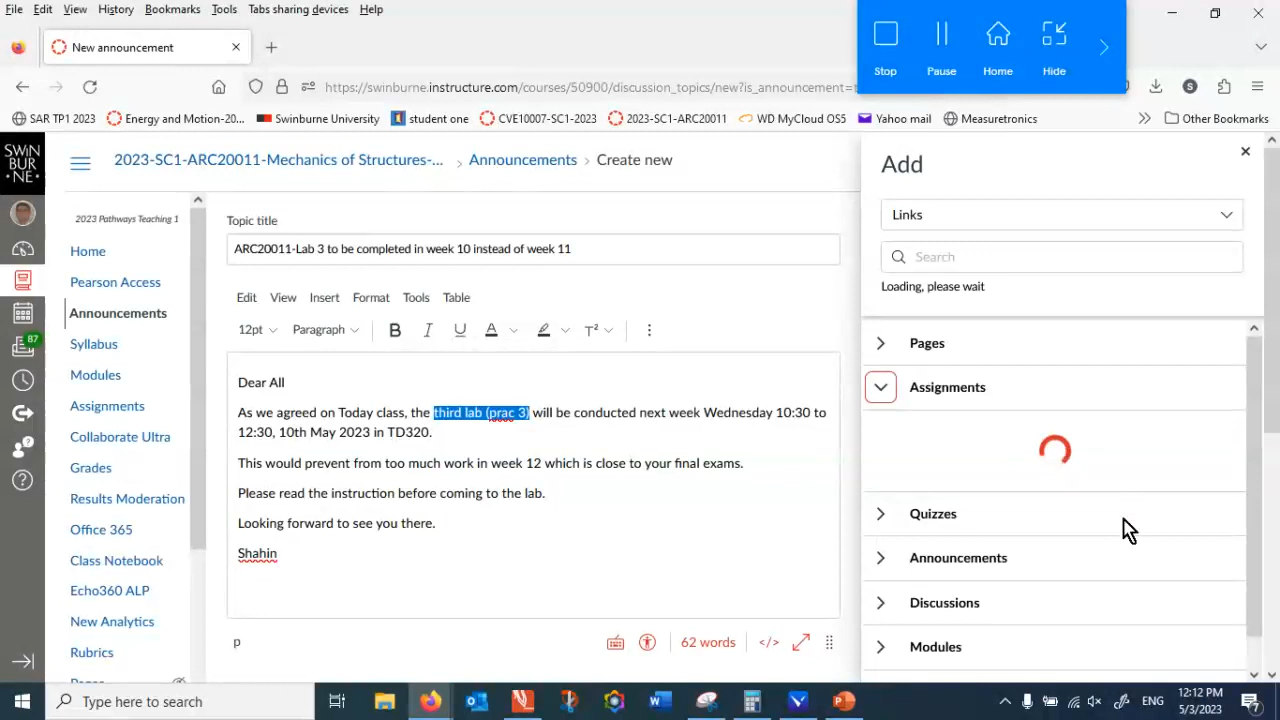 File Edit View History Bookmarks Tools Tabs sharing devices Help
New announcement
Stop Pause Home Hide
https://swinburne.instructure.com/courses/50900/discussion_topics/new?is_announcement=
SAR TP1 2023 Energy and Motion-20... Swinburne University student one CVE10007-SC1-2023 2023-SC1-ARC20011 WD MyCloud OS5 Yahoo mail Measuretronics Other Bookmarks
SWIN
BUR
NE
2023-SC1-ARC20011-Mechanics of Structures-... Announcements Create new
2023 Pathways Teaching 1
Home
Pearson Access
Announcements
Syllabus
Modules
87
Assignments
Collaborate Ultra
Grades
Results Moderation
Office 365
Class Notebook
Echo360 ALP
New Analytics
Rubrics
Topic title
ARC20011-Lab 3 to be completed in week 10 instead of week 11
Edit View Insert Format Tools Table
12pt Paragraph B I U A T²
Dear All
As we agreed on Today class, the third lab (prac 3) will be conducted next week Wednesday 10:30 to
12:30, 10th May 2023 in TD320.
This would prevent from too much work in week 12 which is close to your final exams.
Please read the instruction before coming to the lab.
Looking forward to see you there.
Shahin
p 62 words </>
Add
Links
Search
Loading, please wait
Pages
Assignments
Quizzes
Announcements
Discussions
Modules
Type here to search
ENG
12:12 PM
5/3/2023
7